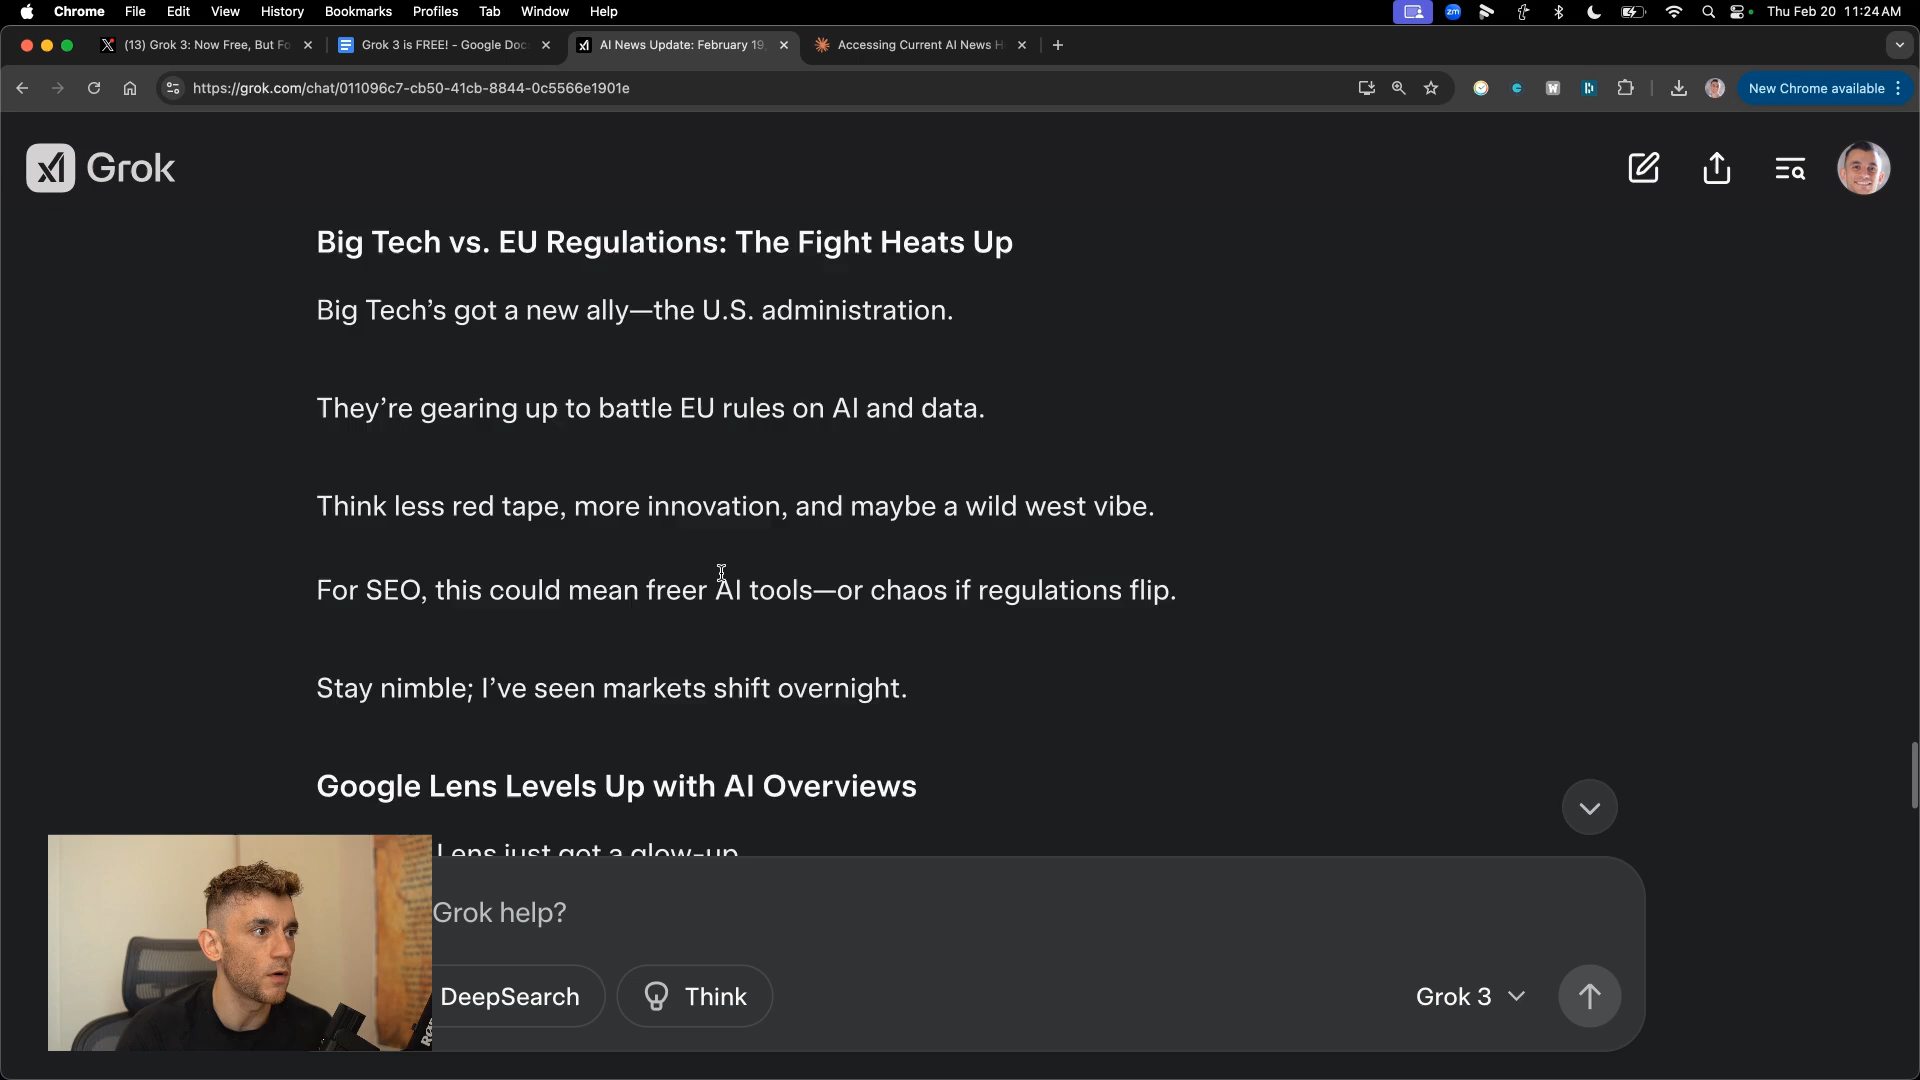 Chrome File Edit View History Bookmarks Profiles Tab Window Help
zm
Thu Feb 20 11:24 AM
(13) Grok 3: Now Free, But Fo
Grok 3 is FREE! - Google Doc
AI News Update: February 19,
Accessing Current AI News H
https://grok.com/chat/011096c7-cb50-41cb-8844-0c5566e1901e
New Chrome available
Grok
Big Tech vs. EU Regulations: The Fight Heats Up
Big Tech’s got a new ally—the U.S. administration.
They’re gearing up to battle EU rules on AI and data.
Think less red tape, more innovation, and maybe a wild west vibe.
For SEO, this could mean freer AI tools—or chaos if regulations flip.
Stay nimble; I’ve seen markets shift overnight.
Google Lens Levels Up with AI Overviews
Lens just got a glow-up
Grok help?
DeepSearch
Think
Grok 3